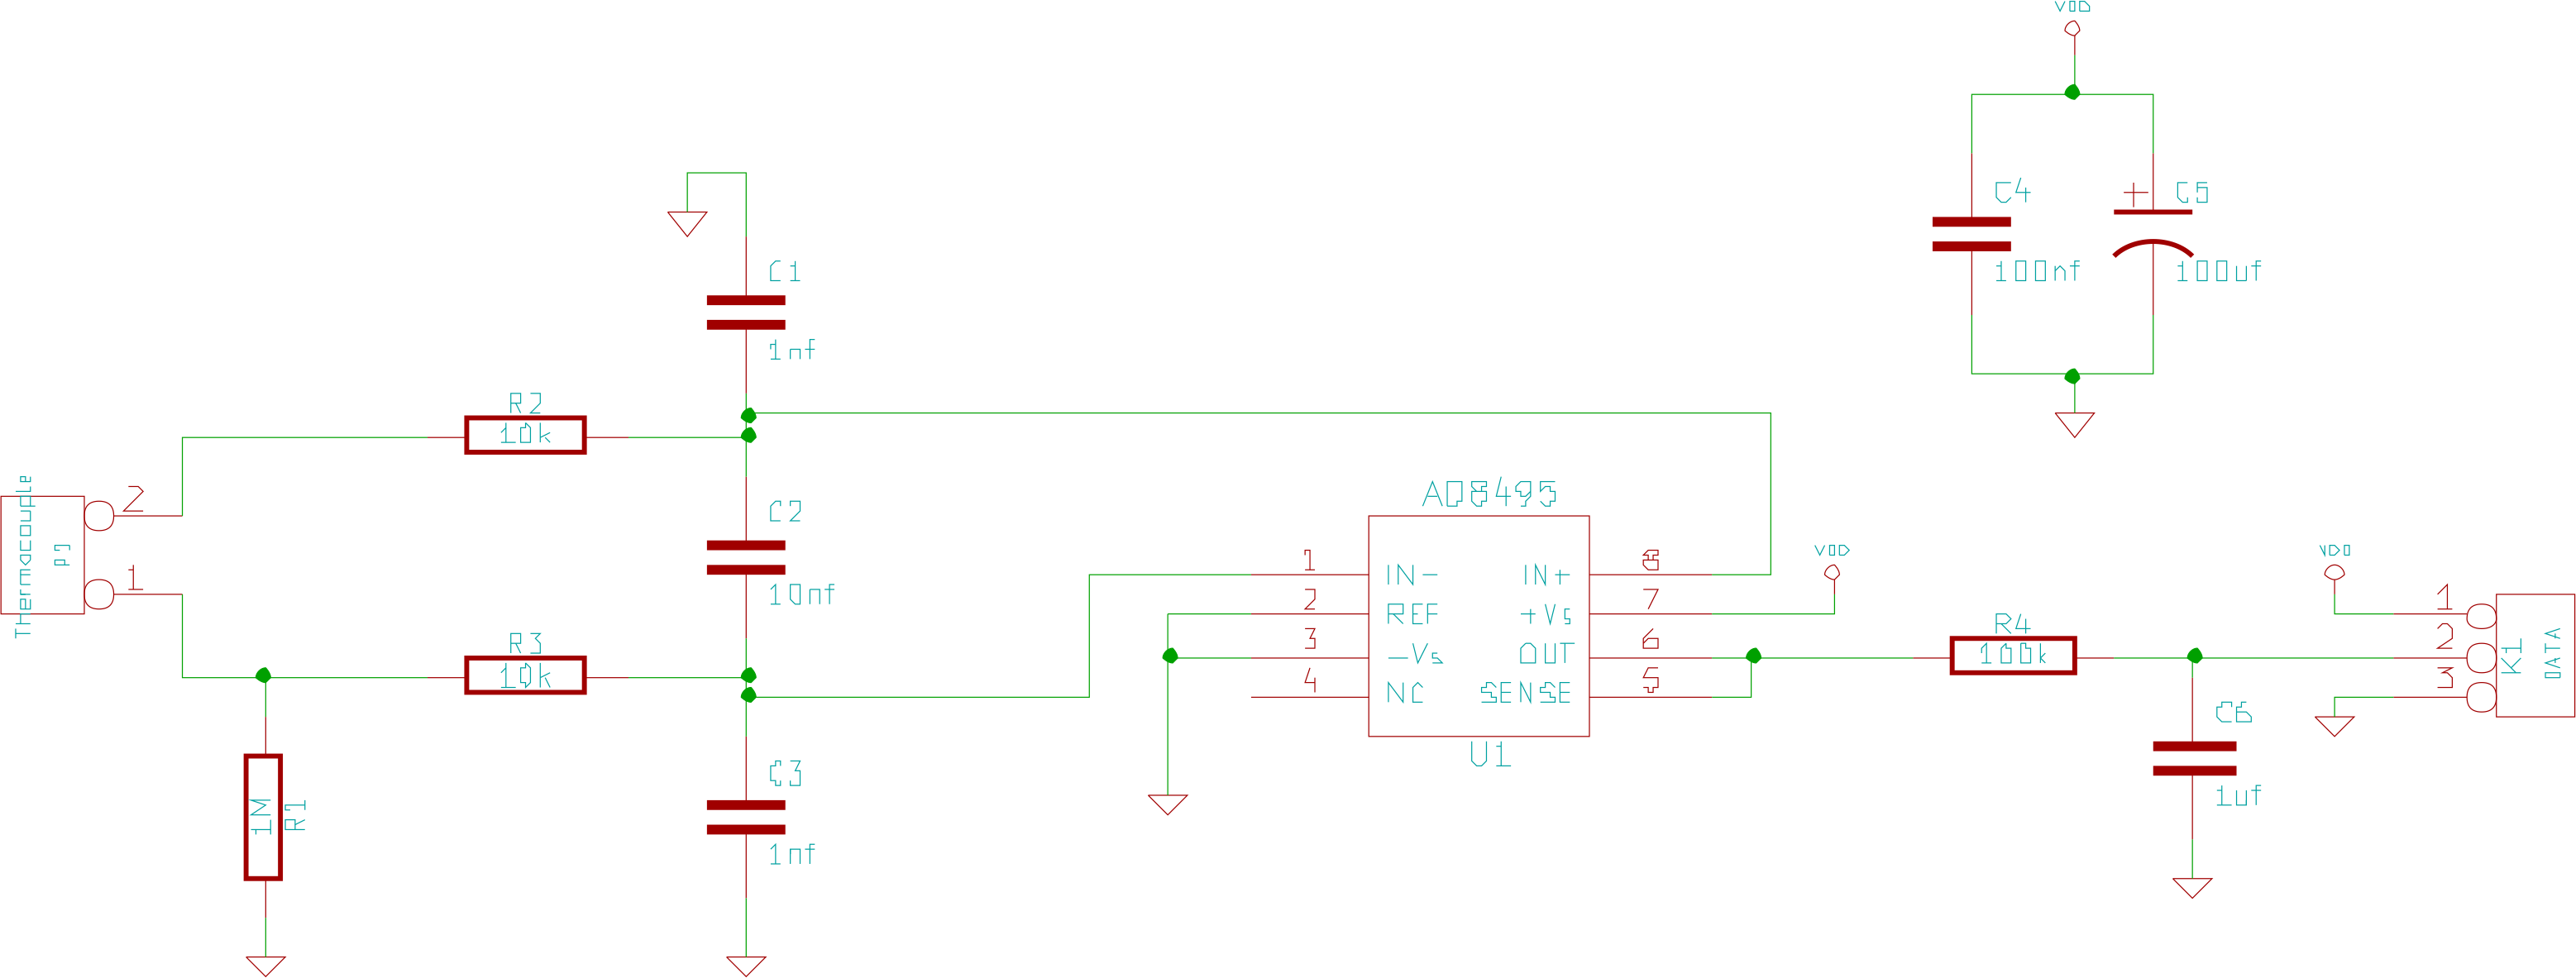 VDD
C4
100nf
C5
100uf
C1
1nf
R2
10k
Thermocouple
P?
2
1
C2
10nf
R3
10k
1M
R1
C3
1nf
AD8495
1
IN-
2
REF
3
-Vs
4
NC
IN+
8
+Vs
7
OUT
6
SENSE
5
U1
VDD
R4
100k
C6
1uf
VDD
1
2
3
K1
DATA